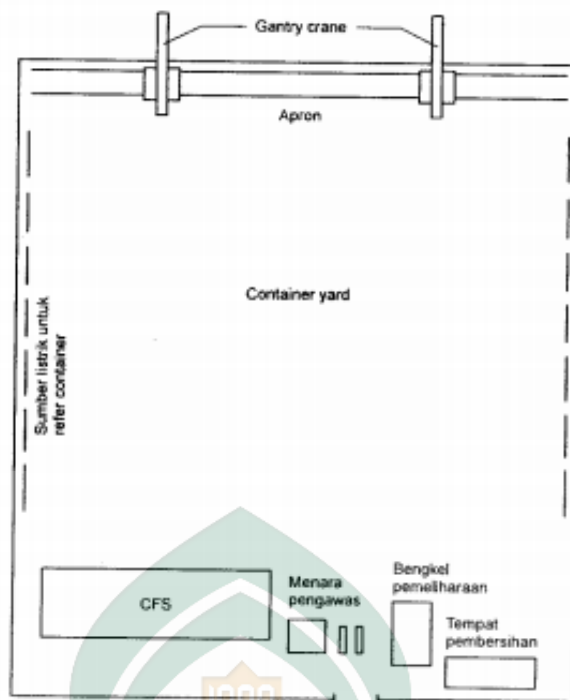 Gantry crane
Apron
Container yard
Sumber listrik untuk
refer container
CFS
Menara
pengawas
Bengkel
pemeliharaan
Tempat
pembersihan